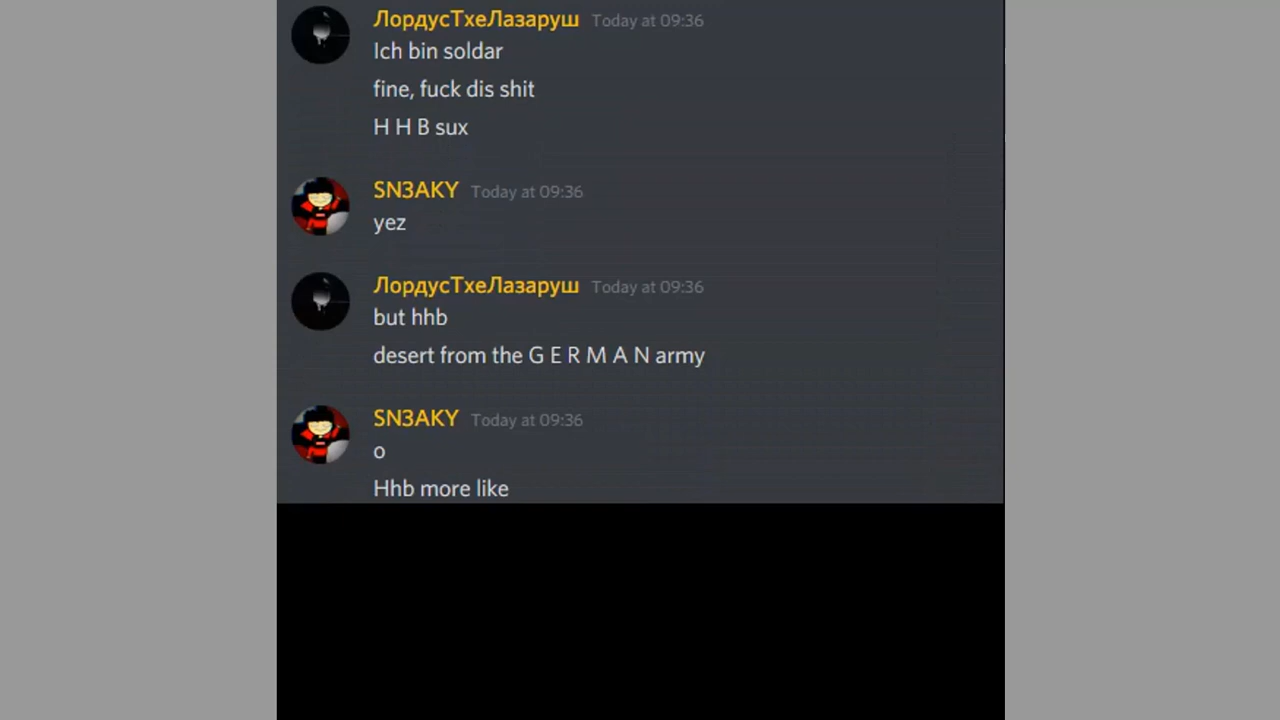 ЛордусТхеЛазаруш Today at 09:36
Ich bin soldar
fine, fuck dis shit
H H B sux
SN3AKY Today at 09:36
yez
ЛордусТхеЛазаруш Today at 09:36
but hhb
desert from the G E R M A N army
SN3AKY Today at 09:36
o
Hhb more like